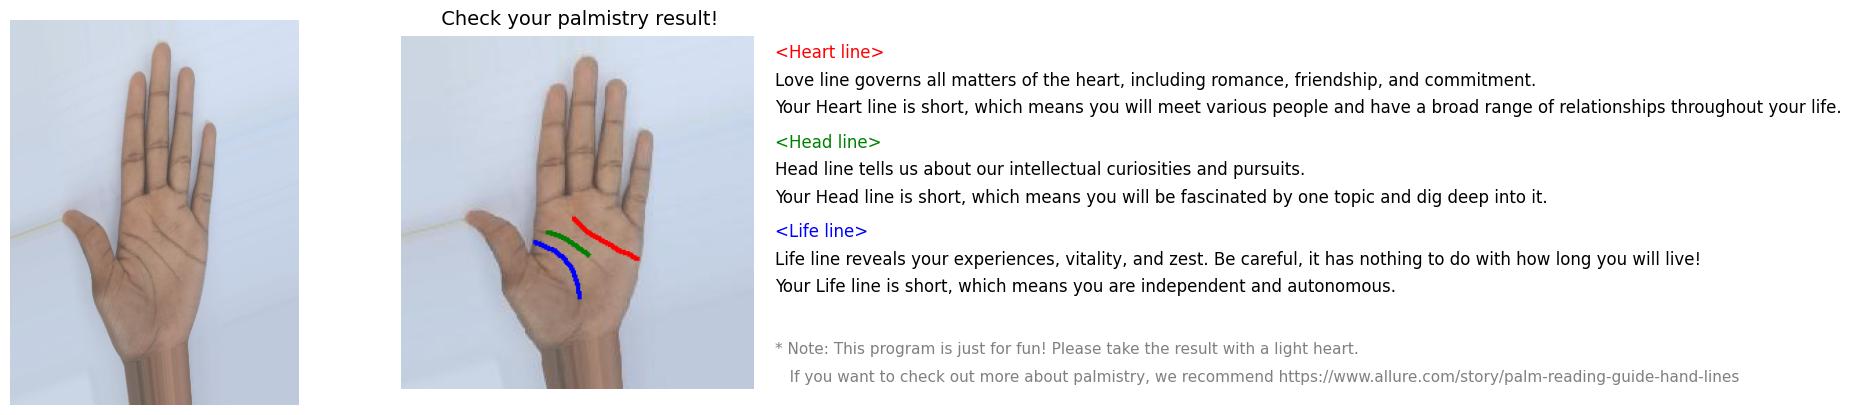 Check your palmistry result!
<Heart line>
Love line governs all matters of the heart, including romance, friendship, and commitment.
Your Heart line is short, which means you will meet various people and have a broad range of relationships throughout your life.
<Head line>
Head line tells us about our intellectual curiosities and pursuits.
Your Head line is short, which means you will be fascinated by one topic and dig deep into it.
<Life line>
Life line reveals your experiences, vitality, and zest. Be careful, it has nothing to do with how long you will live!
Your Life line is short, which means you are independent and autonomous.
* Note: This program is just for fun! Please take the result with a light heart.
If you want to check out more about palmistry, we recommend https://www.allure.com/story/palm-reading-guide-hand-lines